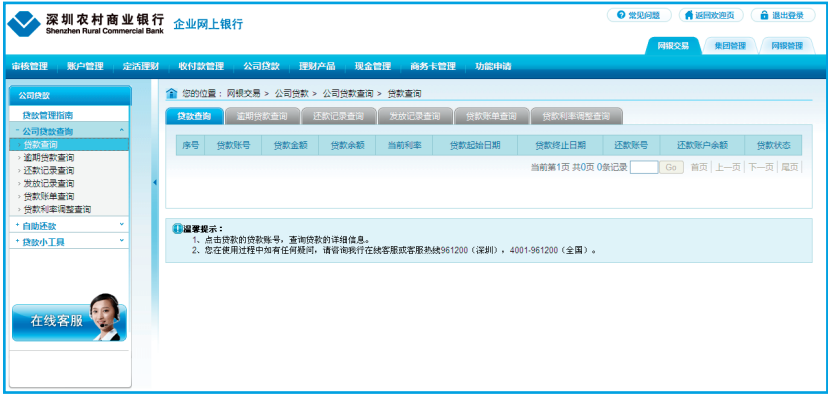 深圳农村商业银行 企业网上银行
Shenzhen Rural Commercial Bank
常见问题 返回欢迎页 退出登录
网银交易 集团管理 网银管理
审核管理 账户管理 定活理财 收付款管理 公司贷款 理财产品 现金管理 商务卡管理 功能申请
公司贷款
贷款管理指南
公司贷款查询
贷款查询
逾期贷款查询
还款记录查询
发放记录查询
贷款账单查询
贷款利率调整查询
自助还款
贷款小工具
在线客服
您的位置：网银交易 > 公司贷款 > 公司贷款查询 > 贷款查询
贷款查询 逾期贷款查询 还款记录查询 发放记录查询 贷款账单查询 贷款利率调整查询
序号 贷款账号 贷款金额 贷款余额 当前利率 贷款起始日期 贷款终止日期 还款账号 还款账户余额 贷款状态
当前第1页 共0页 0条记录 Go 首页 上一页 下一页 尾页
温馨提示：
1、点击贷款的贷款账号，查询贷款的详细信息。
2、您在使用过程中如有任何疑问，请咨询我行在线客服或客服热线961200（深圳），4001-961200（全国）。